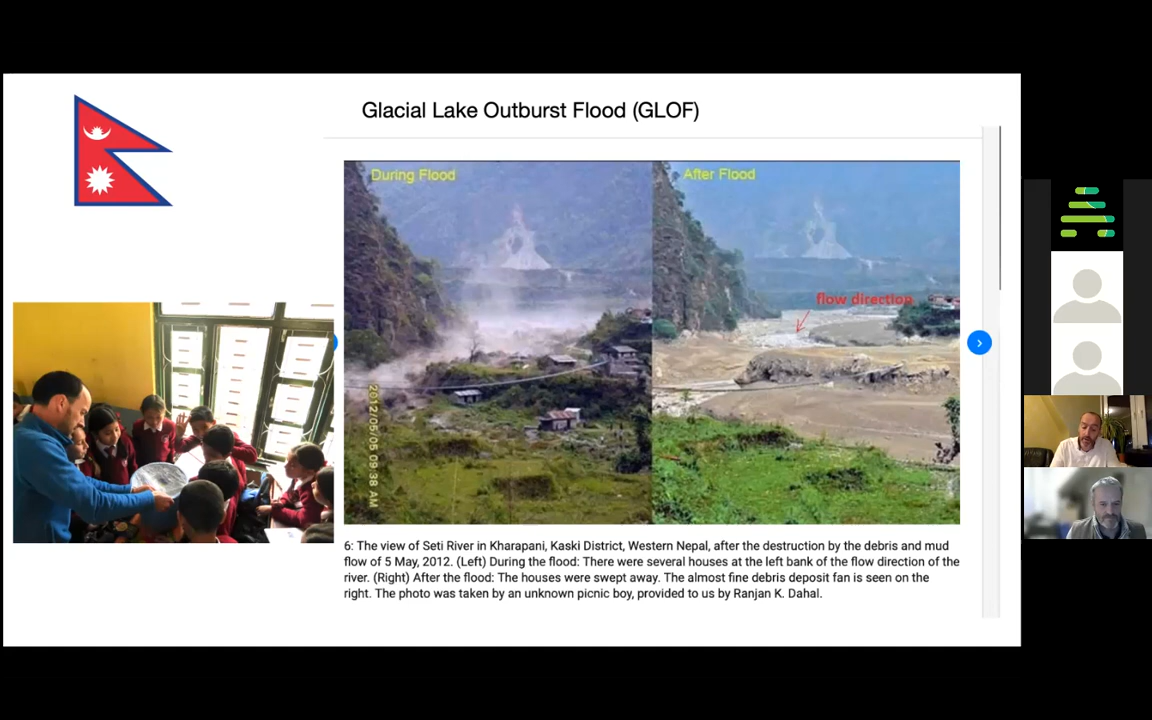 Glacial Lake Outburst Flood (GLOF)
During Flood
After Flood
flow direction
2012/05/05 09:38 AM
6: The view of Seti River in Kharapani, Kaski District, Western Nepal, after the destruction by the debris and mud
flow of 5 May, 2012. (Left) During the flood: There were several houses at the left bank of the flow direction of the
river. (Right) After the flood: The houses were swept away. The almost fine debris deposit fan is seen on the
right. The photo was taken by an unknown picnic boy, provided to us by Ranjan K. Dahal.